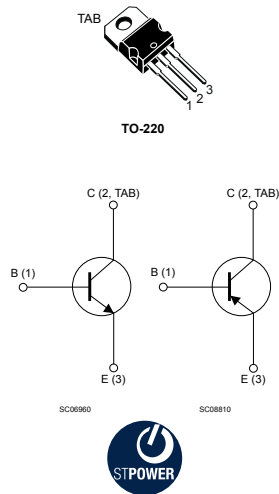 TAB
1 2 3
TO-220
C (2, TAB) C (2, TAB)
B (1) B (1)
E (3) E (3)
SC06960 SC08810
STPOWER